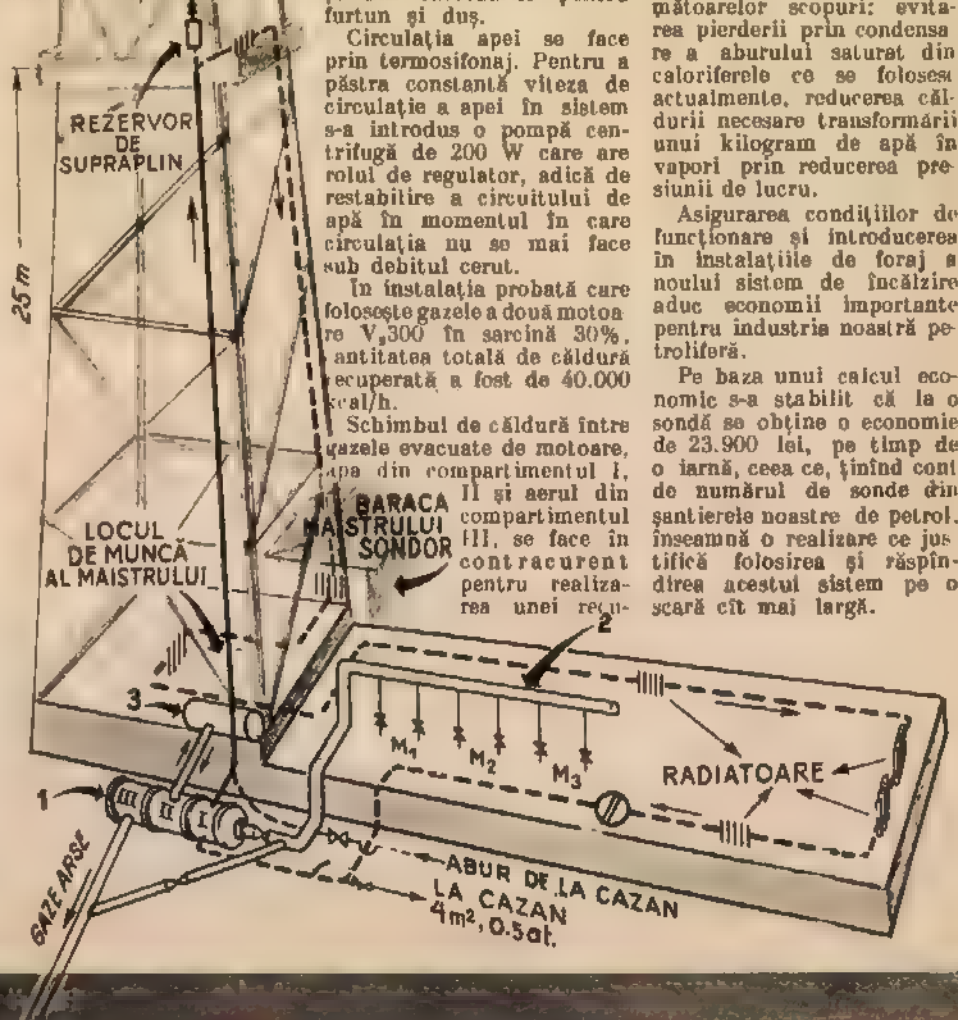 furtun și duș.
Circulația apei se face
prin termosifonaj. Pentru a
păstra constantă viteza de
circulație a apei în sistem
s-a introdus o pompă cen-
trifugă de 200 W care are
rolul de regulator, adică de
restabilire a circuitului de
apă în momentul în care
circulația nu se mai face
sub debitul cerut.
În instalația probată care
folosește gazele a două motoa
re V₂300 în sarcină 30%,
antitatea totală de căldură
recuperată a fost de 40.000
kcal/h.
Schimbul de căldură între
gazele evacuate de motoare,
apa din compartimentul I,
II și aerul din
compartimentul
III, se face în
contracurent
pentru realiza-
rea unei recu-
mătoarelor scopuri: evita-
rea pierderii prin condensa
re a aburului saturat din
caloriferele ce se folosesc
actualmente, reducerea căl-
durii necesare transformării
unui kilogram de apă în
vapori prin reducerea pre-
siunii de lucru.
Asigurarea condițiilor de
funcționare și introducerea
în instalațiile de foraj a
noului sistem de încălzire
aduc economii importante
pentru industria noastră pe-
troliferă.
Pe baza unui calcul eco-
nomic s-a stabilit că la o
sondă se obține o economie
de 23.900 lei, pe timp de
o iarnă, ceea ce, ținînd cont
de numărul de sonde din
șantierele noastre de petrol,
înseamnă o realizare ce jus
tifică folosirea și răspîn-
direa acestui sistem pe o
scară cît mai largă.
REZERVOR
DE
SUPRAPLIN
25 m
LOCUL
DE MUNCĂ
AL MAISTRULUI
BARACA
MAISTRULUI
SONDOR
2
3
1
III
II
I
M₁
M₂
M₃
RADIATOARE
GAZE ARSE
ABUR DE LA CAZAN
LA CAZAN
4m², 0.5at.